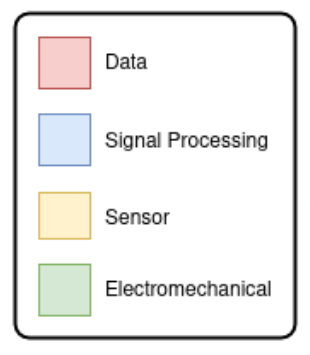 Data
Signal Processing
Sensor
Electromechanical